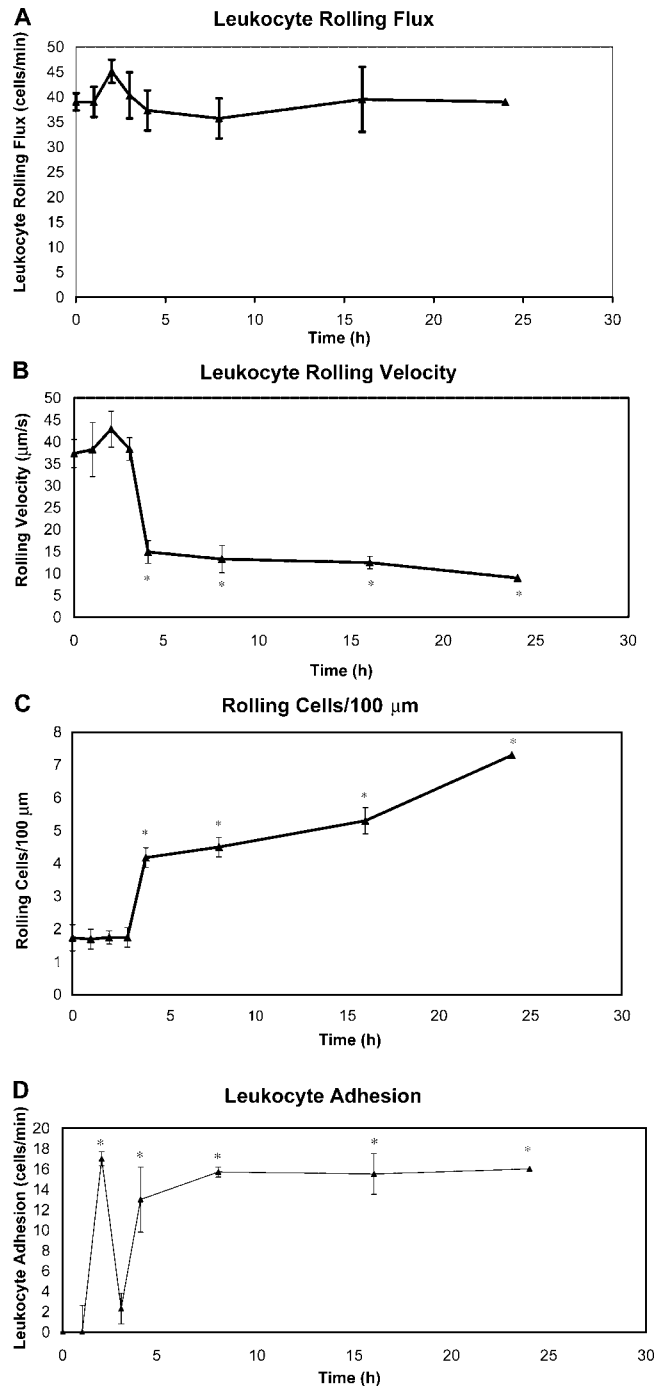 A
Leukocyte Rolling Flux
Leukocyte Rolling Flux (cells/min)
50
45
40
35
30
25
20
15
10
5
0
0 5 10 15 20 25 30
Time (h)
B
Leukocyte Rolling Velocity
Rolling Velocity (μm/s)
50
45
40
35
30
25
20
15
10
5
0
* * * *
0 5 10 15 20 25 30
Time (h)
C
Rolling Cells/100 μm
Rolling Cells/100 μm
8
7
6
5
4
3
2
1
0
* * * *
0 5 10 15 20 25 30
Time (h)
D
Leukocyte Adhesion
Leukocyte Adhesion (cells/min)
20
18
16
14
12
10
8
6
4
2
0
* * * * *
0 5 10 15 20 25 30
Time (h)